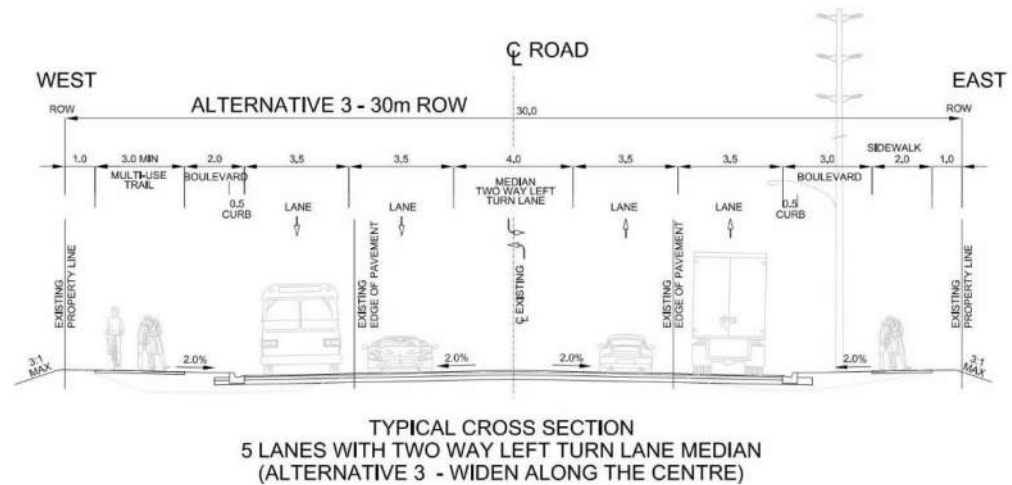 ℄ ROAD
WEST
EAST
ROW
ALTERNATIVE 3 - 30m ROW
30.0
ROW
SIDEWALK
1.0
3.0 MIN
2.0
3.5
3.5
4.0
3.5
3.5
3.0
2.0
1.0
MULTI-USE
TRAIL
BOULEVARD
MEDIAN
TWO WAY LEFT
TURN LANE
BOULEVARD
0.5
CURB
LANE
LANE
LANE
LANE
0.5
CURB
EXISTING
PROPERTY LINE
EXISTING
EDGE OF PAVEMENT
℄ EXISTING
EXISTING
EDGE OF PAVEMENT
EXISTING
PROPERTY LINE
3:1
MAX
2.0%
2.0%
2.0%
2.0%
3:1
MAX
TYPICAL CROSS SECTION
5 LANES WITH TWO WAY LEFT TURN LANE MEDIAN
(ALTERNATIVE 3 - WIDEN ALONG THE CENTRE)